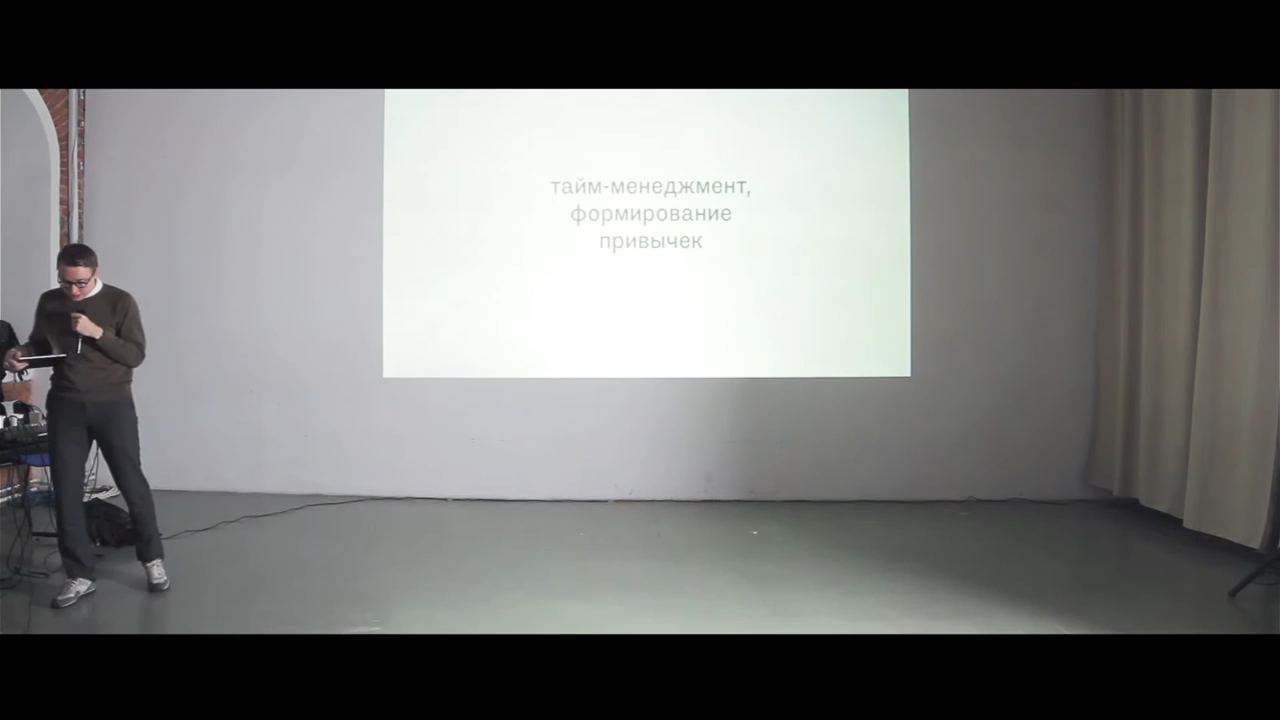 тайм-менеджмент,
формирование
привычек